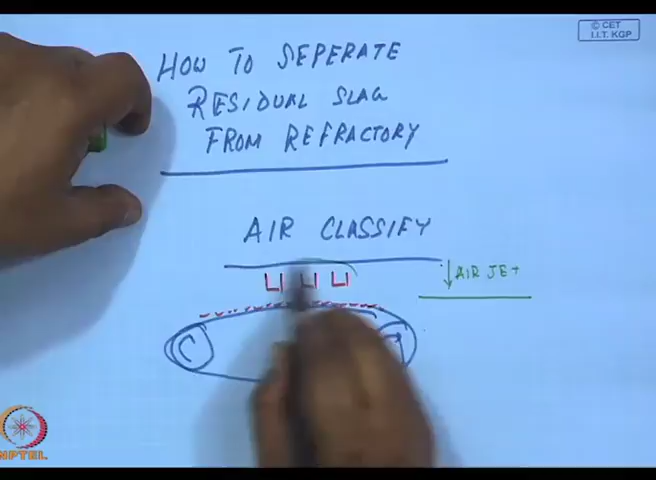 © CET
I.I.T. KGP
HOW TO SEPERATE
RESIDUAL SLAG
FROM REFRACTORY
AIR CLASSIFY
↓ AIR JET
NPTEL